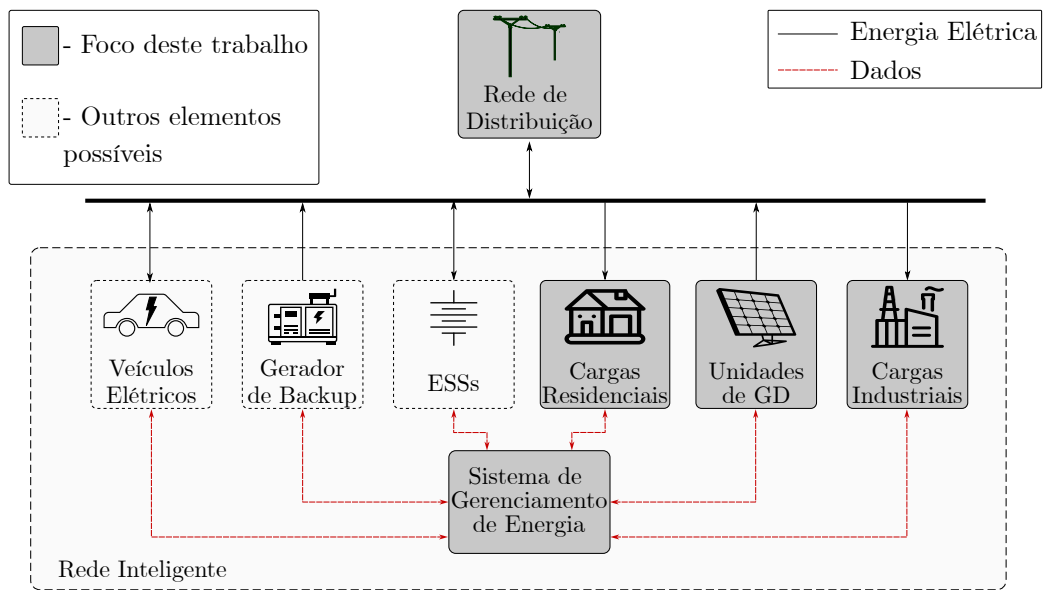 - Foco deste trabalho
- Outros elementos
possíveis
Rede de
Distribuição
Energia Elétrica
Dados
Veículos
Elétricos
Gerador
de Backup
ESSs
Cargas
Residenciais
Unidades
de GD
Cargas
Industriais
Sistema de
Gerenciamento
de Energia
Rede Inteligente